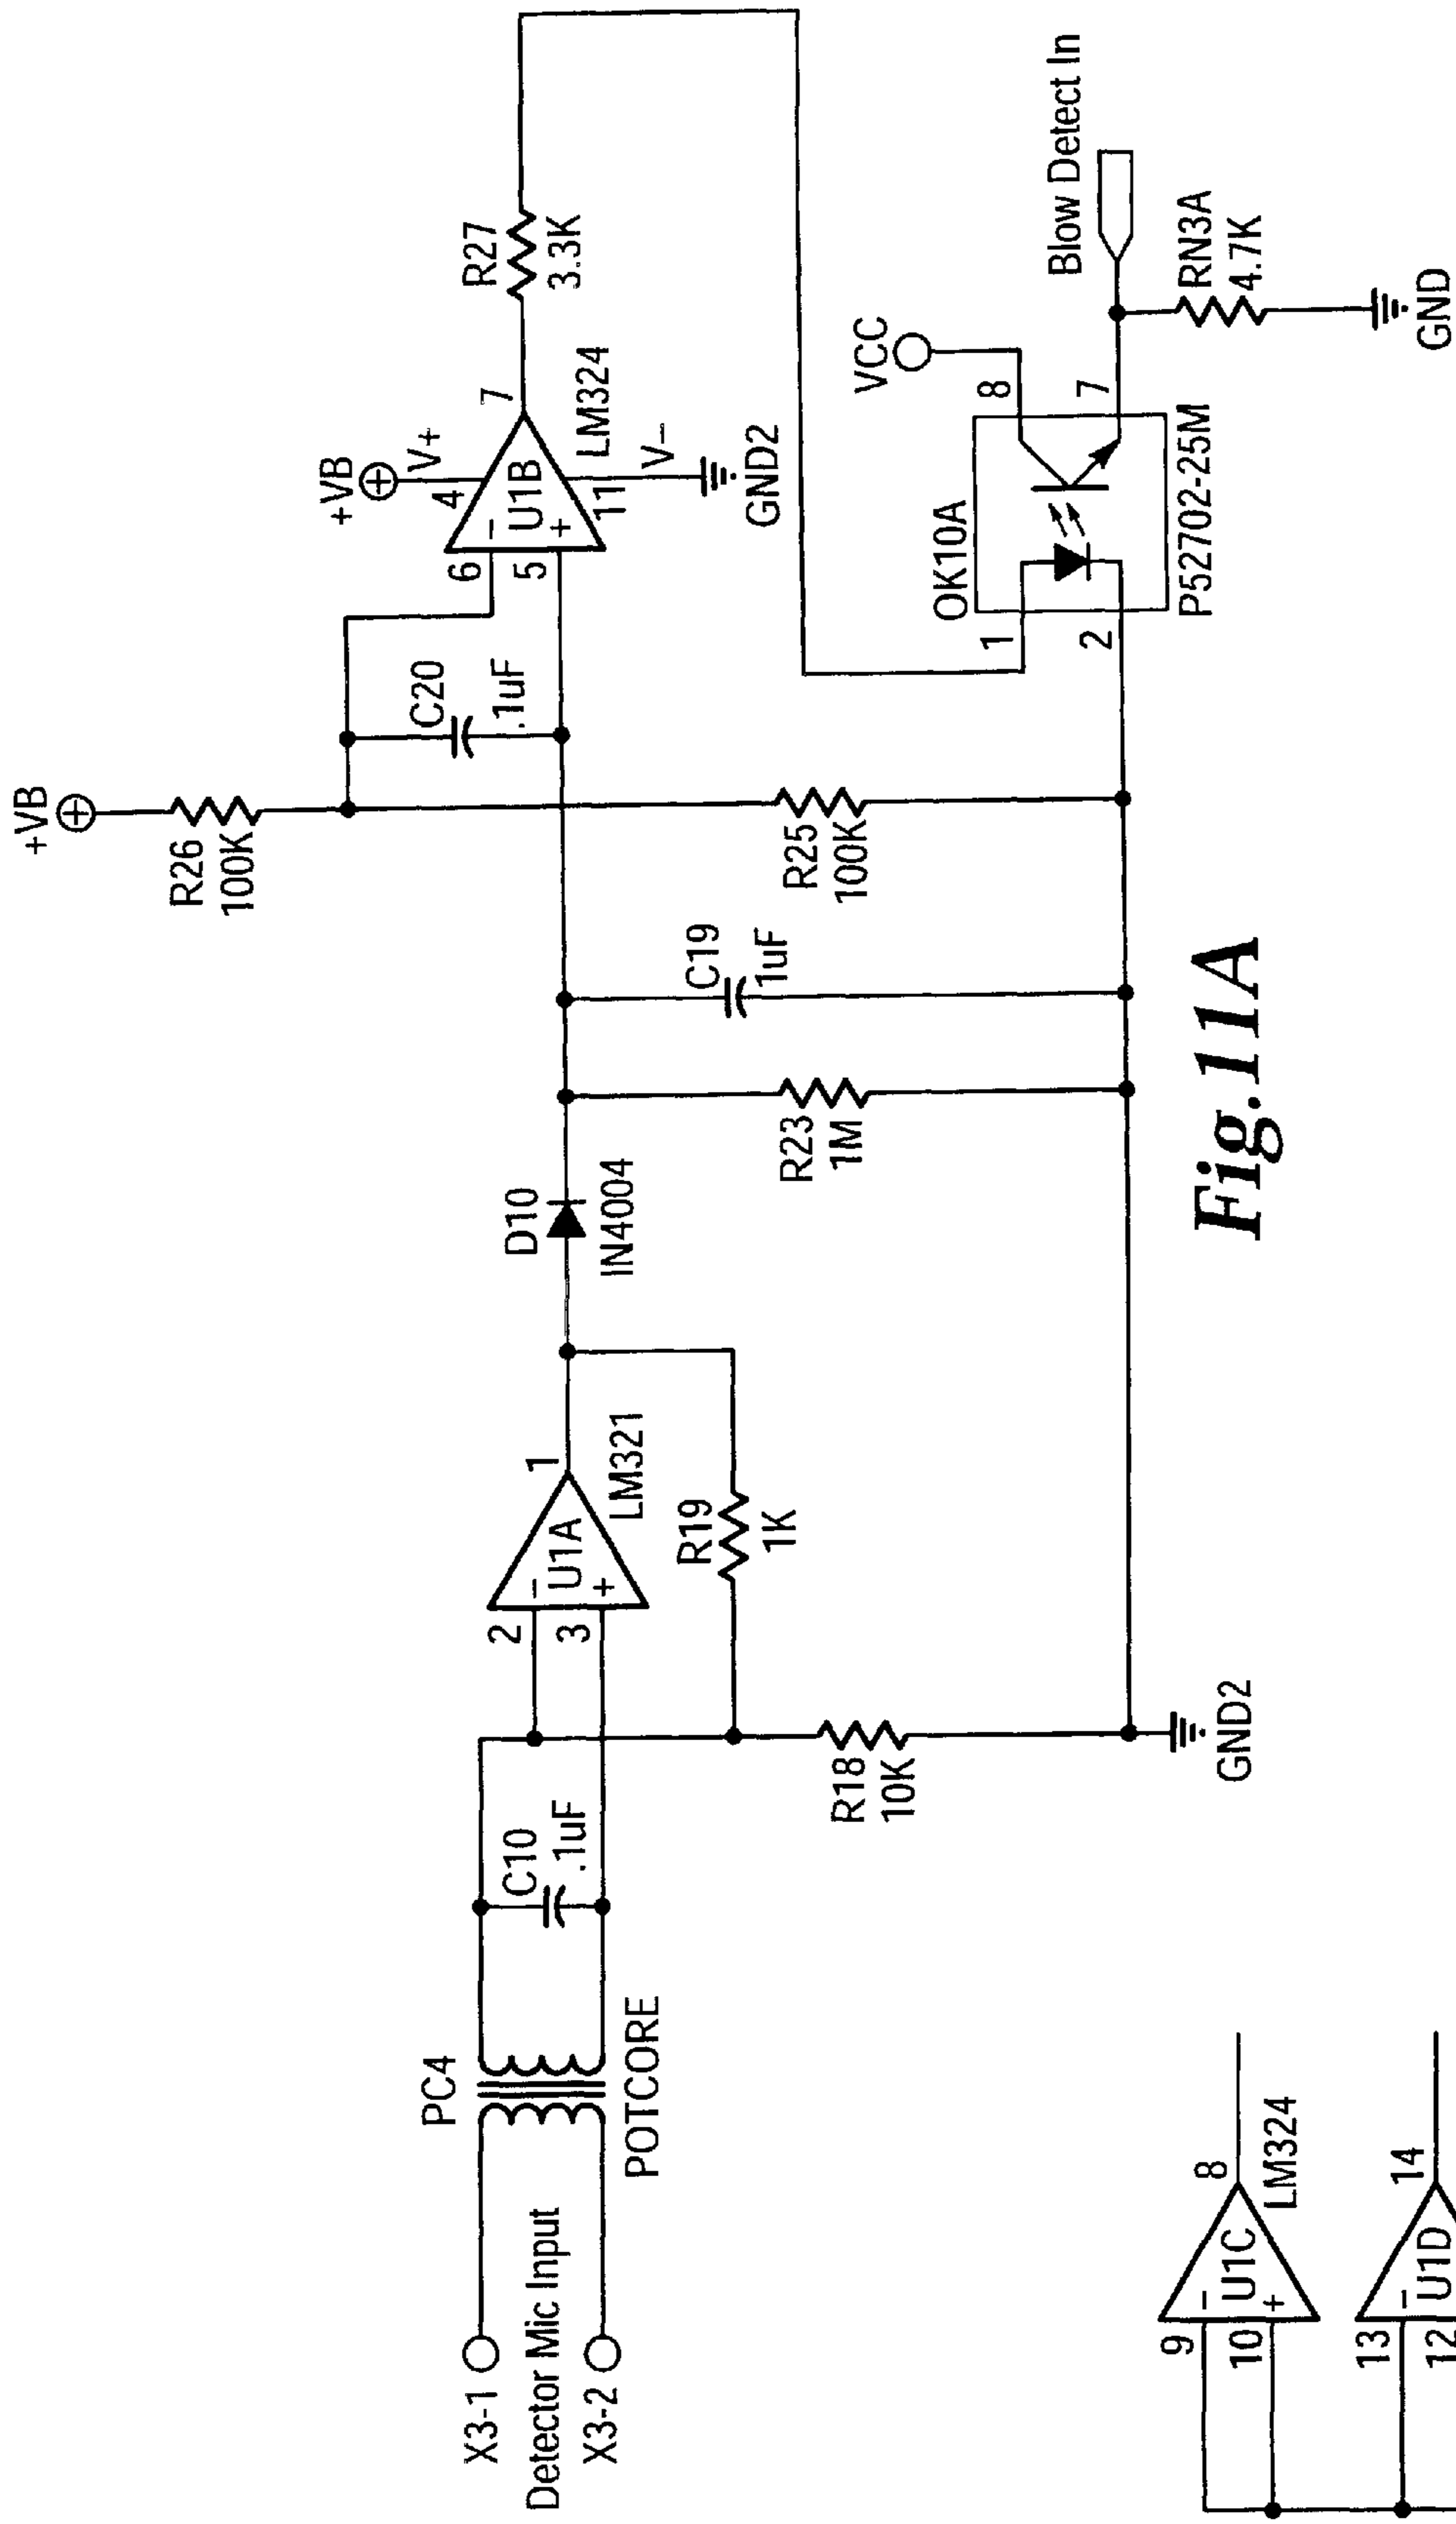 +VB
R26
100K
+VB
V+
4
6
5
U1B
−
+
7
11
LM324
V−
GND2
R27
3.3K
C20
.1uF
PC4
POTCORE
X3-1
Detector Mic Input
X3-2
C10
.1uF
2
3
−
+
U1A
1
LM321
R19
1K
D10
IN4004
R18
10K
GND2
R23
1M
C19
1uF
R25
100K
OK10A
1
2
8
7
P52702-25M
VCC
Blow Detect In
RN3A
4.7K
GND
Fig.11A
9
10
−
+
U1C
8
LM324
13
12
−
U1D
14